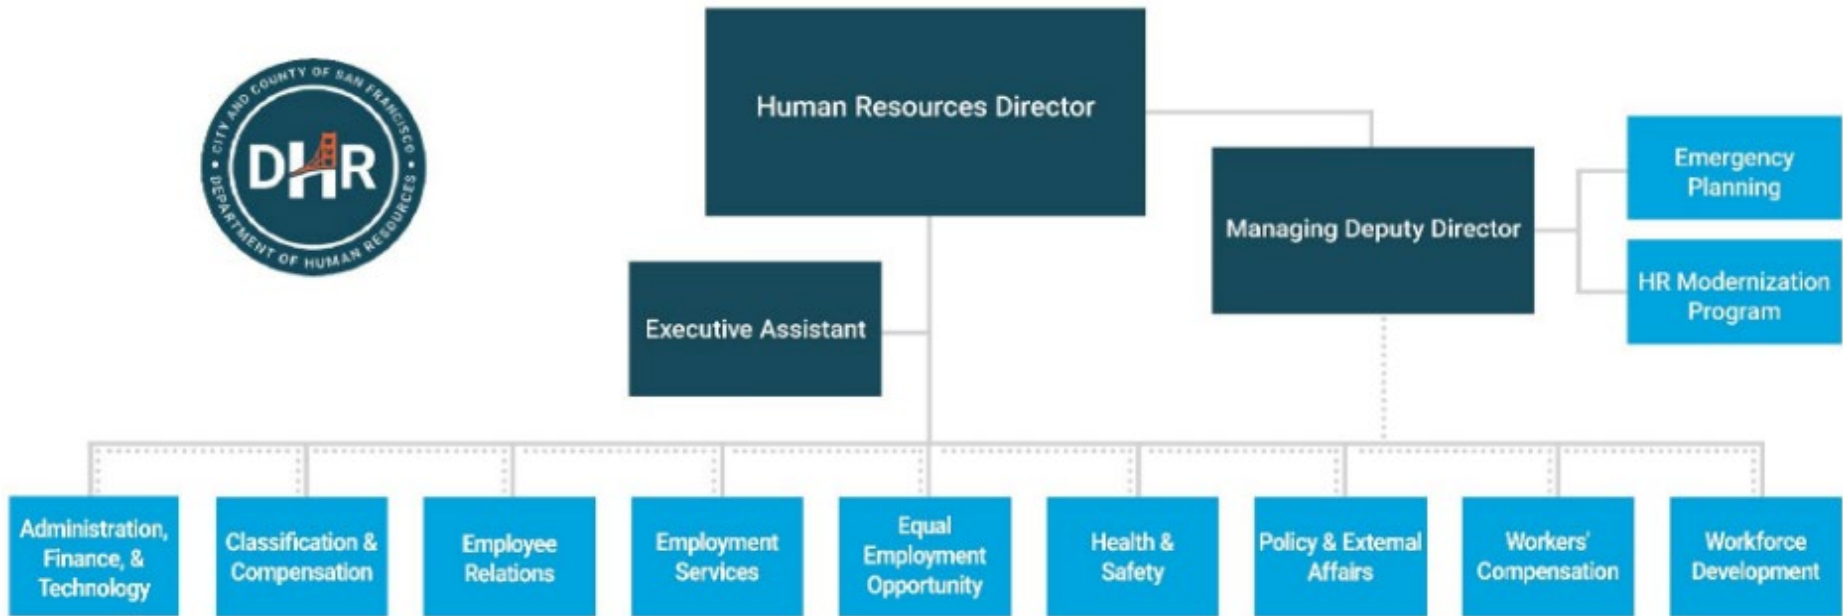 CITY AND COUNTY OF SAN FRANCISCO
DHR
DEPARTMENT OF HUMAN RESOURCES
Human Resources Director
Managing Deputy Director
Emergency
Planning
HR Modernization
Program
Executive Assistant
Administration,
Finance, &
Technology
Classification &
Compensation
Employee
Relations
Employment
Services
Equal
Employment
Opportunity
Health &
Safety
Policy & External
Affairs
Workers'
Compensation
Workforce
Development